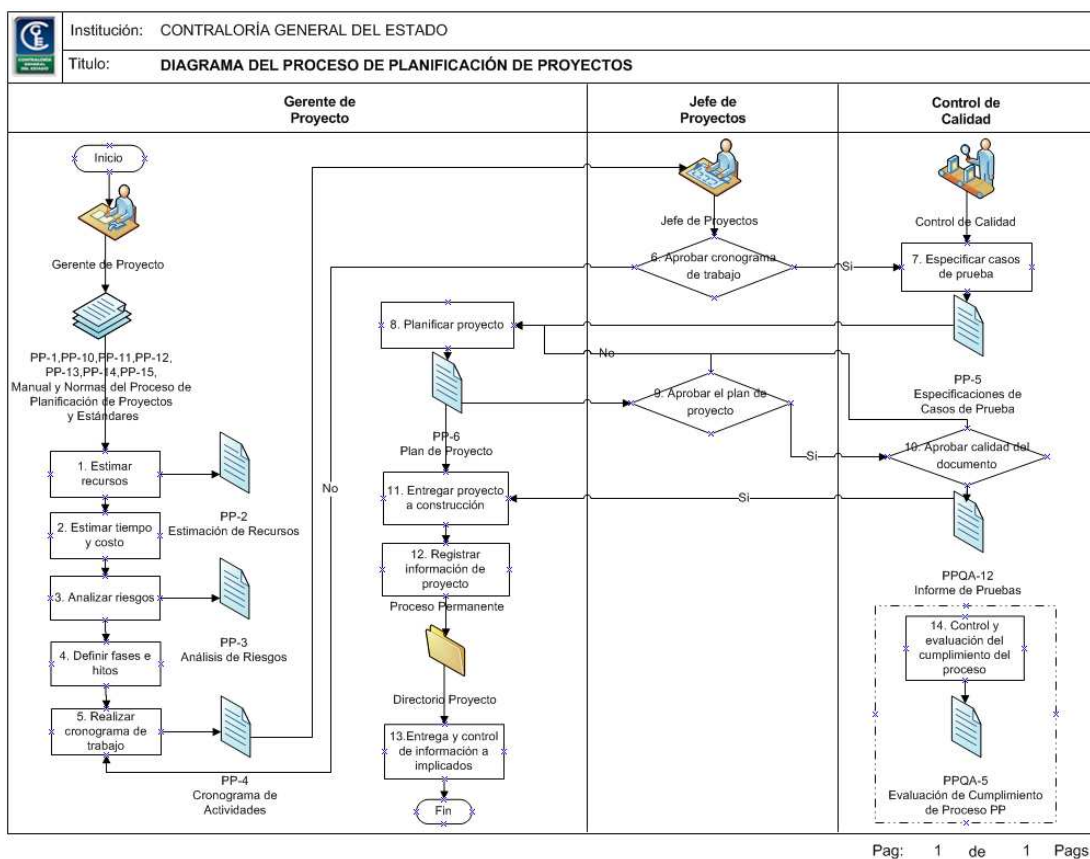 CONTRALORÍA
GENERAL
DEL ESTADO
Institución: CONTRALORÍA GENERAL DEL ESTADO
Titulo: DIAGRAMA DEL PROCESO DE PLANIFICACIÓN DE PROYECTOS
Gerente de
Proyecto
Jefe de
Proyectos
Control de
Calidad
Inicio
Gerente de Proyecto
PP-1,PP-10,PP-11,PP-12,
PP-13,PP-14,PP-15,
Manual y Normas del Proceso de
Planificación de Proyectos
y Estándares
1. Estimar
recursos
PP-2
Estimación de Recursos
2. Estimar tiempo
y costo
3. Analizar riesgos
PP-3
Análisis de Riesgos
4. Definir fases e
hitos
5. Realizar
cronograma de
trabajo
PP-4
Cronograma de
Actividades
No
Jefe de Proyectos
6. Aprobar cronograma
de trabajo
Si
Control de Calidad
7. Especificar casos
de prueba
PP-5
Especificaciones de
Casos de Prueba
8. Planificar proyecto
No
PP-6
Plan de Proyecto
9. Aprobar el plan de
proyecto
Si
10. Aprobar calidad del
documento
Si
11. Entregar proyecto
a construcción
12. Registrar
información de
proyecto
Proceso Permanente
Directorio Proyecto
13.Entrega y control
de información a
implicados
Fin
PPQA-12
Informe de Pruebas
14. Control y
evaluación del
cumplimiento del
proceso
PPQA-5
Evaluación de Cumplimiento
de Proceso PP
Pag: 1 de 1 Pags